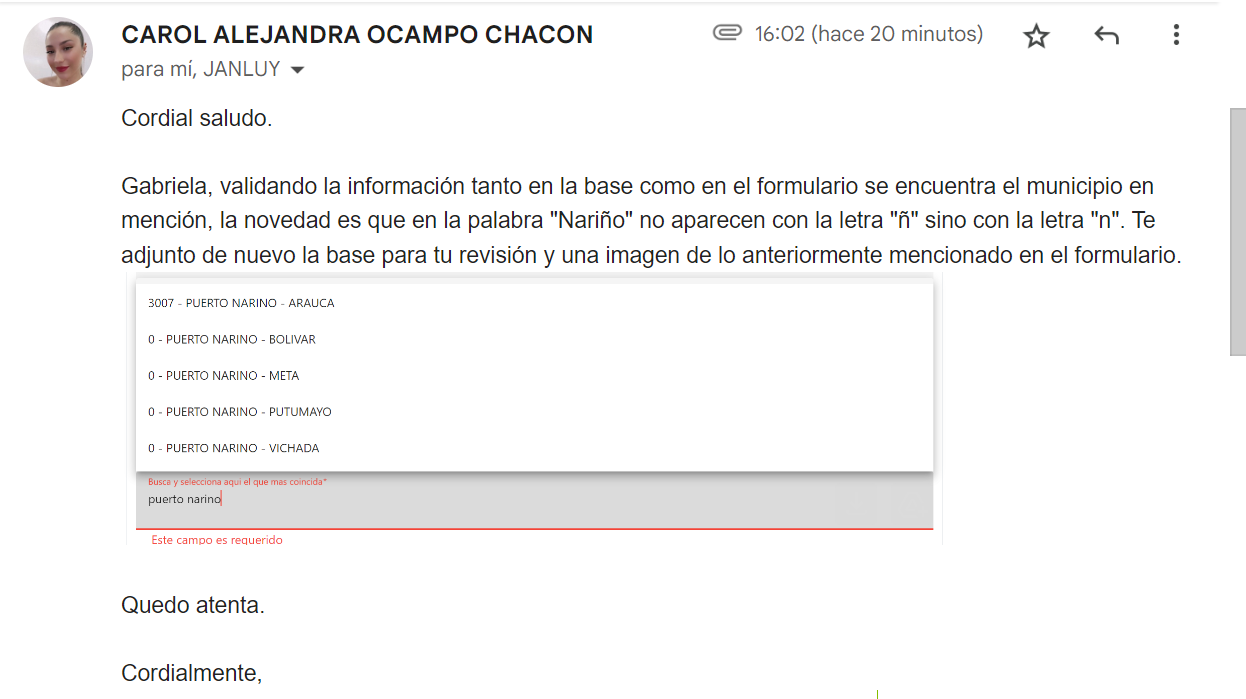 CAROL ALEJANDRA OCAMPO CHACON
16:02 (hace 20 minutos)
para mí, JANLUY
Cordial saludo.
Gabriela, validando la información tanto en la base como en el formulario se encuentra el municipio en
mención, la novedad es que en la palabra "Nariño" no aparecen con la letra "ñ" sino con la letra "n". Te
adjunto de nuevo la base para tu revisión y una imagen de lo anteriormente mencionado en el formulario.
3007 - PUERTO NARINO - ARAUCA
0 - PUERTO NARINO - BOLIVAR
0 - PUERTO NARINO - META
0 - PUERTO NARINO - PUTUMAYO
0 - PUERTO NARINO - VICHADA
Busca y selecciona aqui el que mas coincida*
puerto narino
Este campo es requerido
Quedo atenta.
Cordialmente,